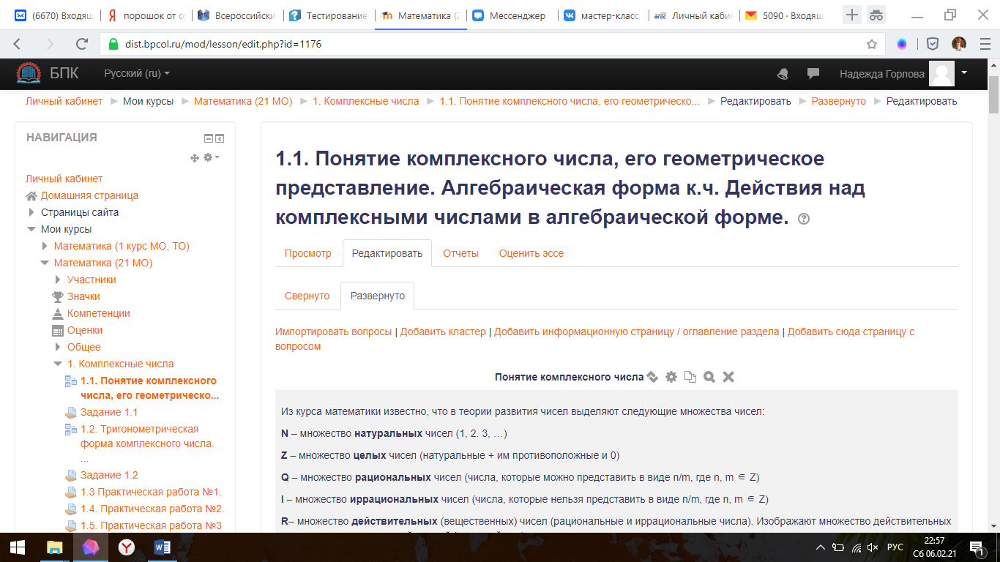 (6670) Входящ
порошок от ор
Всероссийски
Тестирование
Математика (2
Мессенджер
мастер-класс
Личный кабин
5090 · Входящ
dist.bpcol.ru/mod/lesson/edit.php?id=1176
БПК
Русский (ru)
Надежда Горлова
Личный кабинет ► Мои курсы ► Математика (21 МО) ► 1. Комплексные числа ► 1.1. Понятие комплексного числа, его геометрическо... ► Редактировать ► Развернуто ► Редактировать
НАВИГАЦИЯ
Личный кабинет
Домашняя страница
Страницы сайта
Мои курсы
Математика (1 курс МО, ТО)
Математика (21 МО)
Участники
Значки
Компетенции
Оценки
Общее
1. Комплексные числа
1.1. Понятие комплексного
числа, его геометрическо...
Задание 1.1
1.2. Тригонометрическая
форма комплексного числа.
...
Задание 1.2
1.3 Практическая работа №1.
1.4. Практическая работа №2.
1.5. Практическая работа №3
1.1. Понятие комплексного числа, его геометрическое
представление. Алгебраическая форма к.ч. Действия над
комплексными числами в алгебраической форме.
Просмотр
Редактировать
Отчеты
Оценить эссе
Свернуто
Развернуто
Импортировать вопросы | Добавить кластер | Добавить информационную страницу / оглавление раздела | Добавить сюда страницу с
вопросом
Понятие комплексного числа
Из курса математики известно, что в теории развития чисел выделяют следующие множества чисел:
N – множество натуральных чисел (1, 2. 3, …)
Z – множество целых чисел (натуральные + им противоположные и 0)
Q – множество рациональных чисел (числа, которые можно представить в виде n/m, где n, m ∈ Z)
I – множество иррациональных чисел (числа, которые нельзя представить в виде n/m, где n, m ∈ Z)
R– множество действительных (вещественных) чисел (рациональные и иррациональные числа). Изображают множество действительных
РУС
22:57
Сб 06.02.21
1